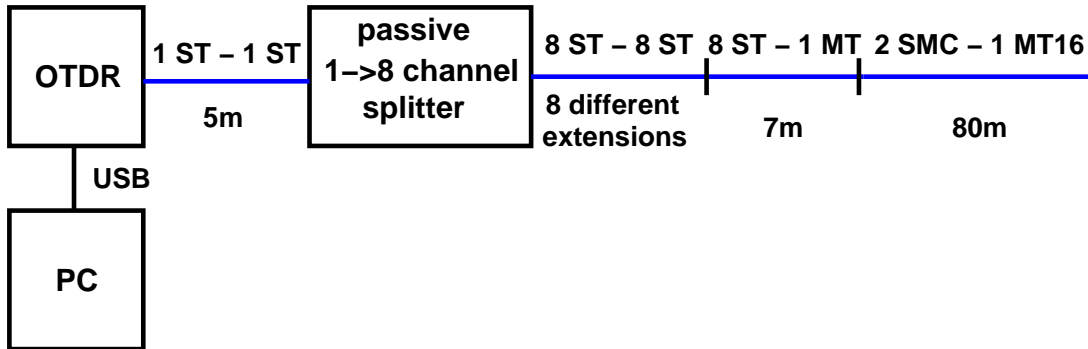 OTDR
1 ST – 1 ST
5m
passive
1–>8 channel
splitter
8 ST – 8 ST
8 different
extensions
8 ST – 1 MT
7m
2 SMC – 1 MT16
80m
USB
PC